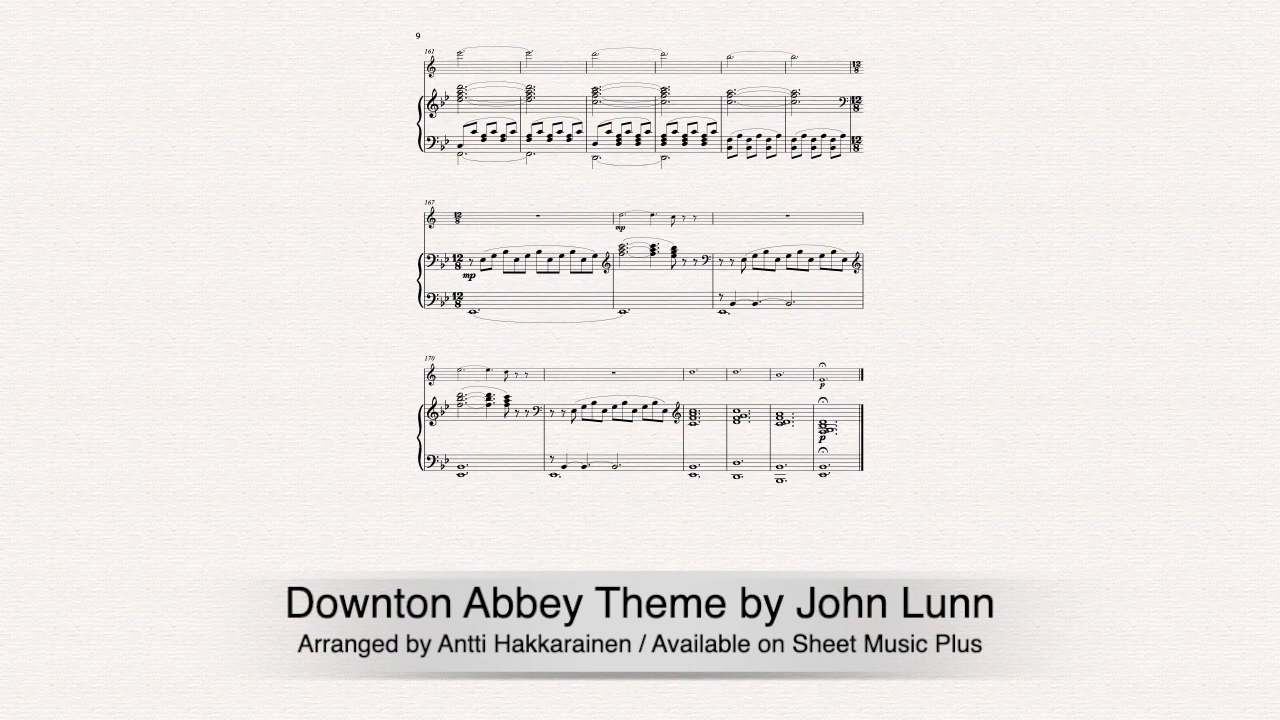 9
161
12
8
12
8
12
8
167
12
8
mp
12
8
mp
12
8
170
p
p
Downton Abbey Theme by John Lunn
Arranged by Antti Hakkarainen / Available on Sheet Music Plus